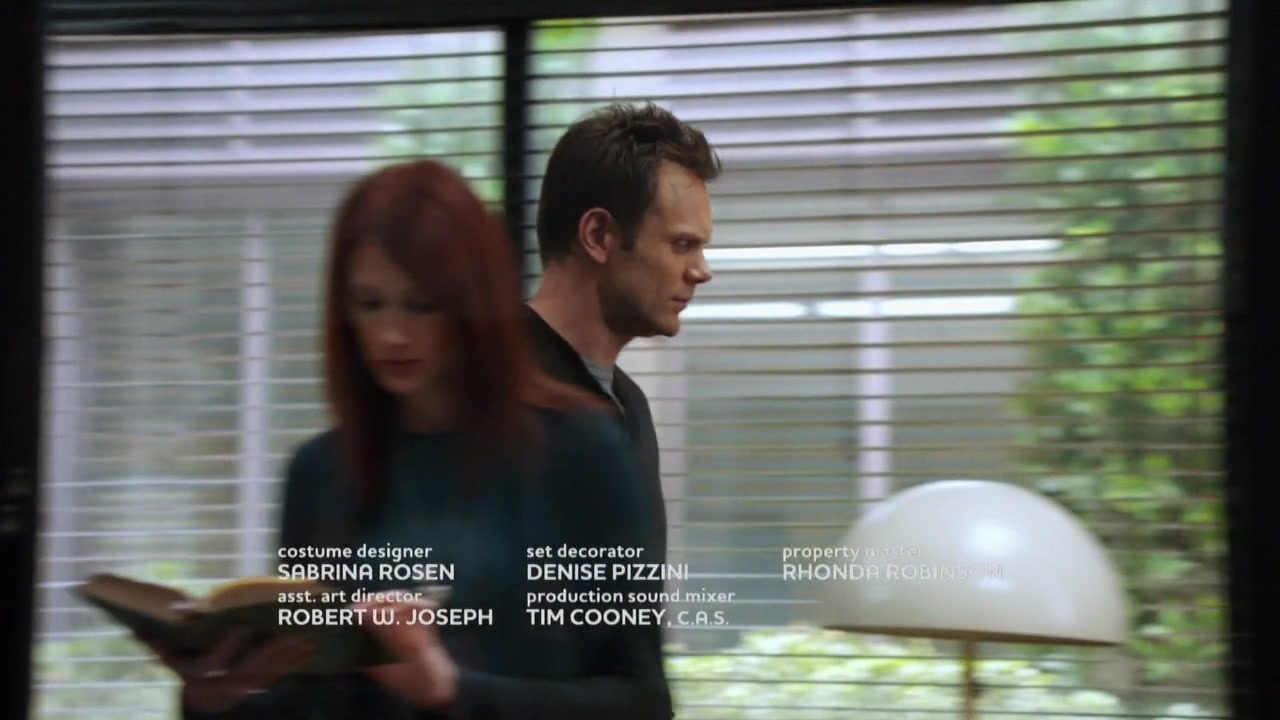 costume designer
SABRINA ROSEN
asst. art director
ROBERT W. JOSEPH
set decorator
DENISE PIZZINI
production sound mixer
TIM COONEY, C.A.S.
property master
RHONDA ROBINSON